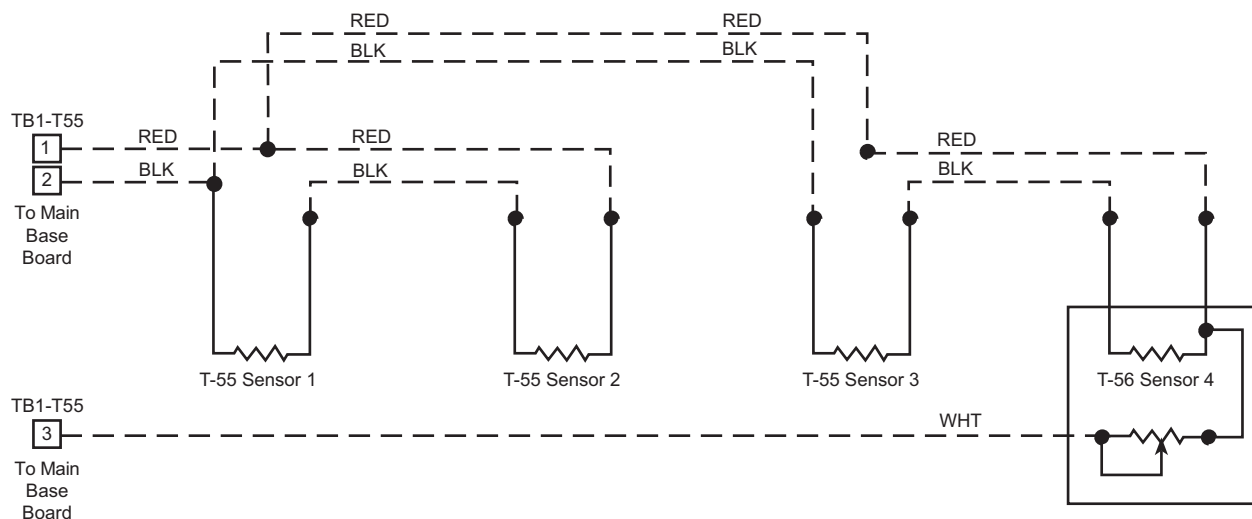 RED
RED
BLK
BLK
TB1-T55
1
RED
RED
RED
2
BLK
BLK
BLK
To Main
Base
Board
T-55 Sensor 1
T-55 Sensor 2
T-55 Sensor 3
T-56 Sensor 4
TB1-T55
3
WHT
To Main
Base
Board